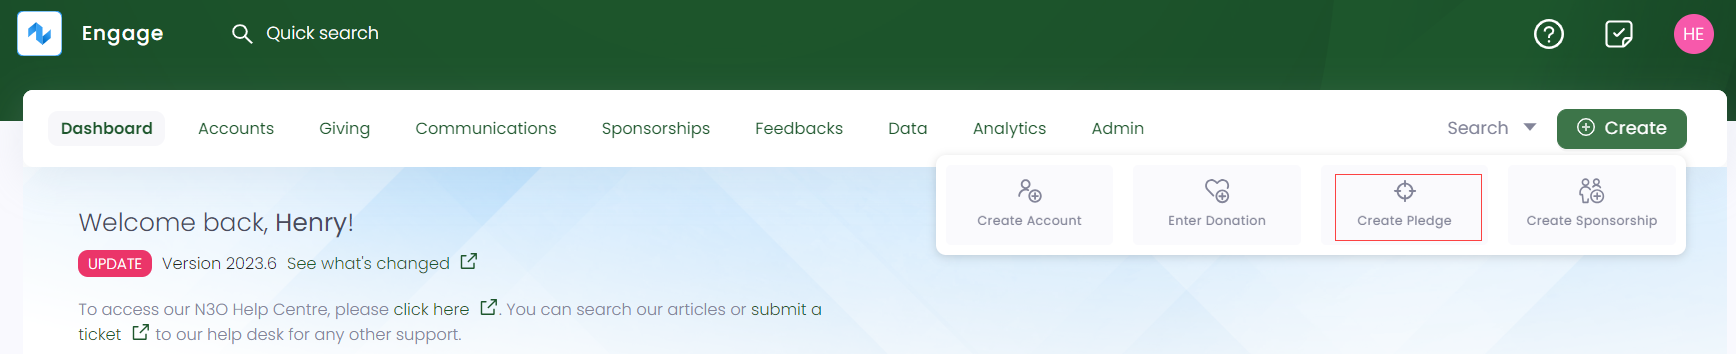 Engage
Quick search
HE
Dashboard Accounts Giving Communications Sponsorships Feedbacks Data Analytics Admin Search Create
Create Account Enter Donation Create Pledge Create Sponsorship
Welcome back, Henry!
UPDATE Version 2023.6 See what's changed
To access our N3O Help Centre, please click here . You can search our articles or submit a
ticket to our help desk for any other support.